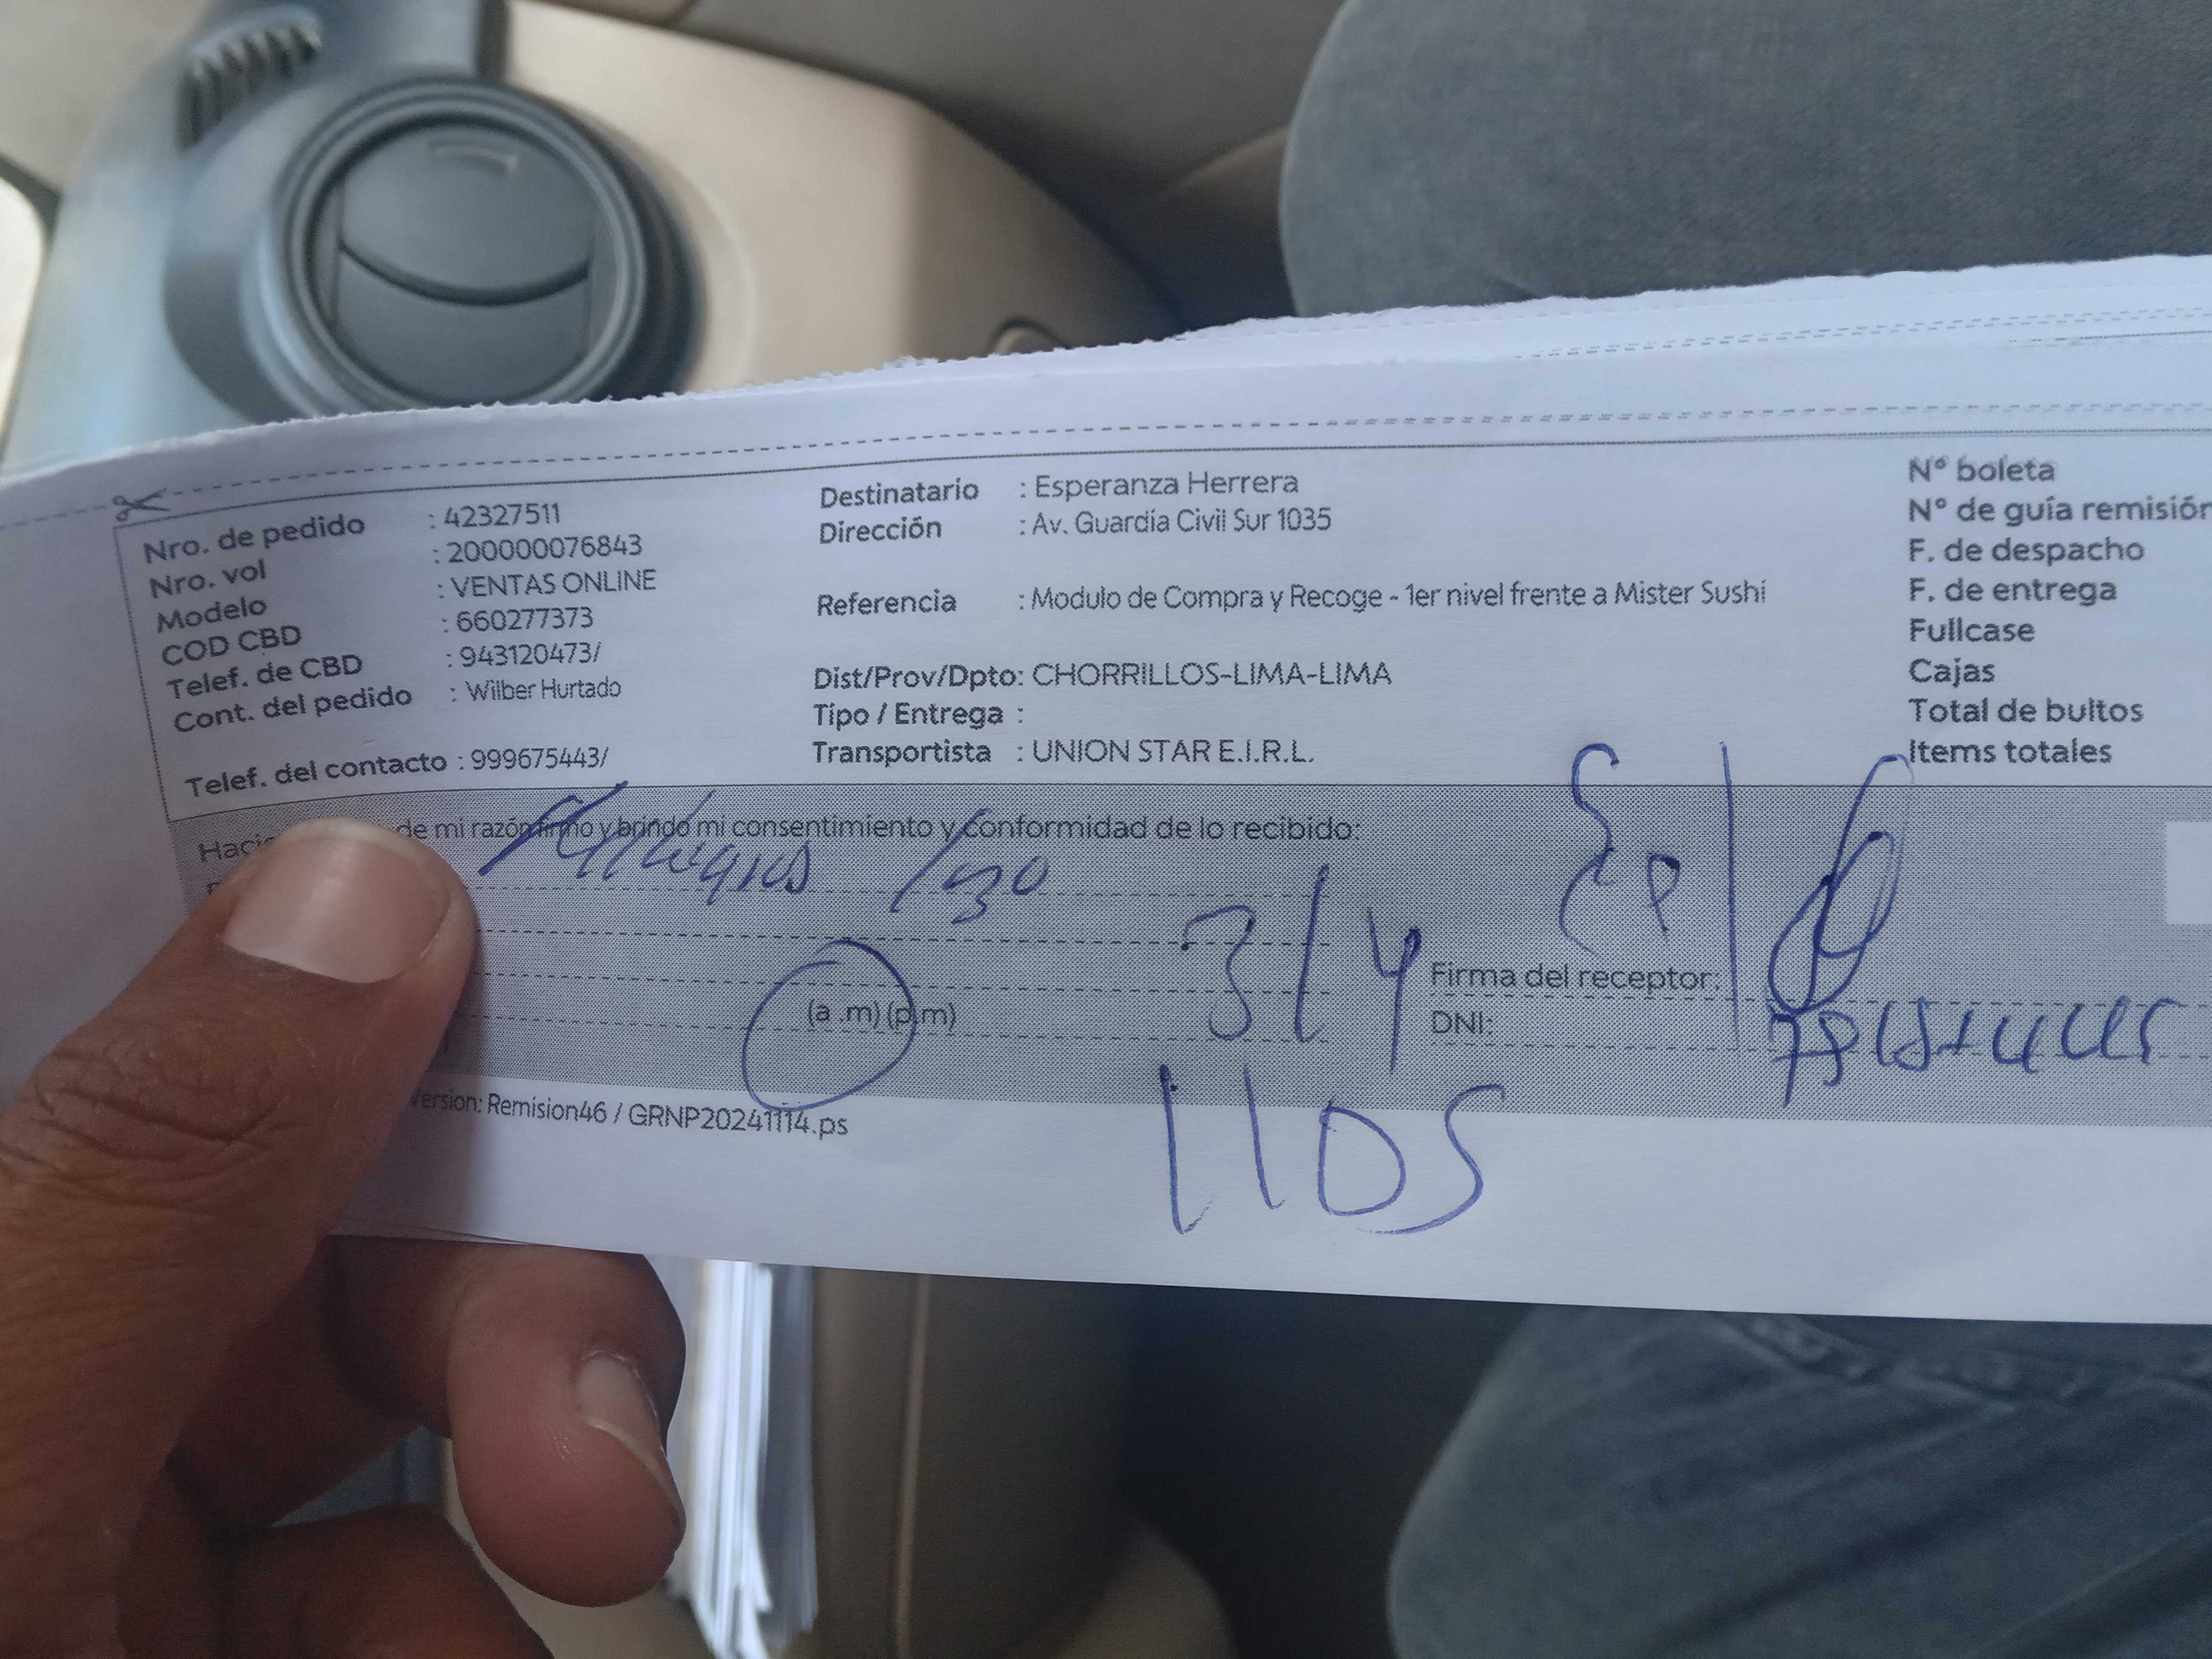 Nro. de pedido : 42327511
Nro. vol : 200000076843
Modelo : VENTAS ONLINE
COD CBD : 660277373
Telef. de CBD : 943120473/
Cont. del pedido : Wilber Hurtado
Telef. del contacto : 999675443/
Destinatario : Esperanza Herrera
Dirección : Av. Guardia Civil Sur 1035
Referencia : Modulo de Compra y Recoge - 1er nivel frente a Mister Sushi
Dist/Prov/Dpto: CHORRILLOS-LIMA-LIMA
Tipo / Entrega :
Transportista : UNION STAR E.I.R.L.
N° boleta
N° de guía remisión
F. de despacho
F. de entrega
Fullcase
Cajas
Total de bultos
Items totales
de mi razón firmo y brindo mi consentimiento y conformidad de lo recibido:
3/4
(a .m) (p.m)
Firma del receptor:
DNI:
1105
Version: Remision46 / GRNP20241114.ps